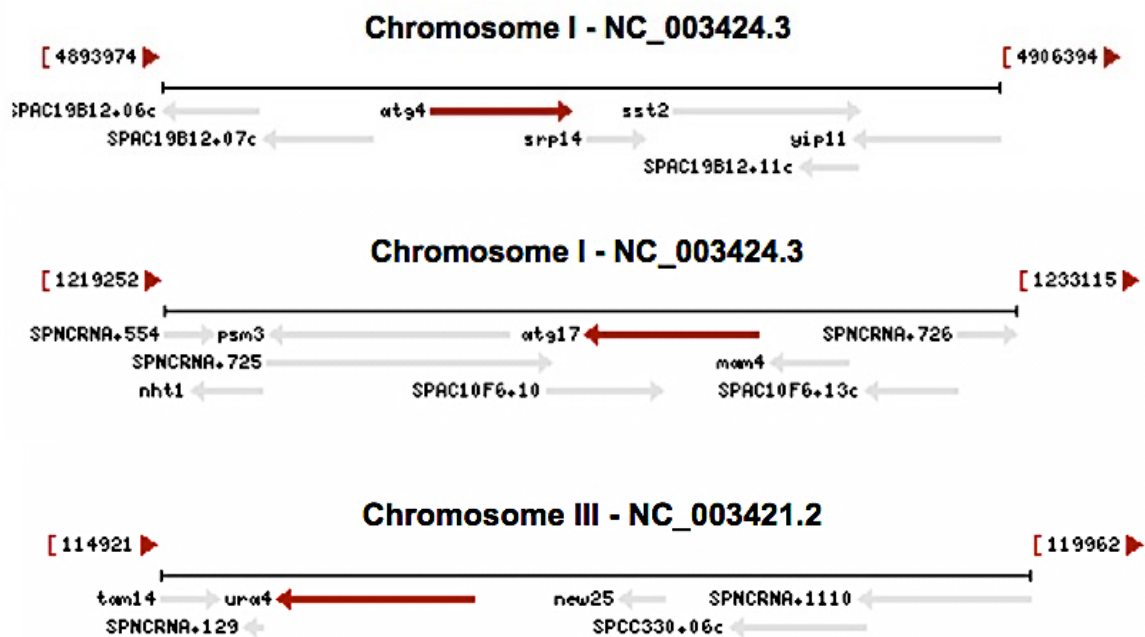 Chromosome I - NC_003424.3
[ 4893974 [ 4906394
SPAC19B12.06c atg4 sst2
SPAC19B12.07c srp14 yip11
SPAC19B12.11c
Chromosome I - NC_003424.3
[ 1219252 [ 1233115
SPNCRNA.554 psm3 atg17 SPNCRNA.726
SPNCRNA.725 mam4
nht1 SPAC10F6.10 SPAC10F6.13c
Chromosome III - NC_003421.2
[ 114921 [ 119962
tam14 ura4 new25 SPNCRNA.1110
SPNCRNA.129 SPCC330.06c